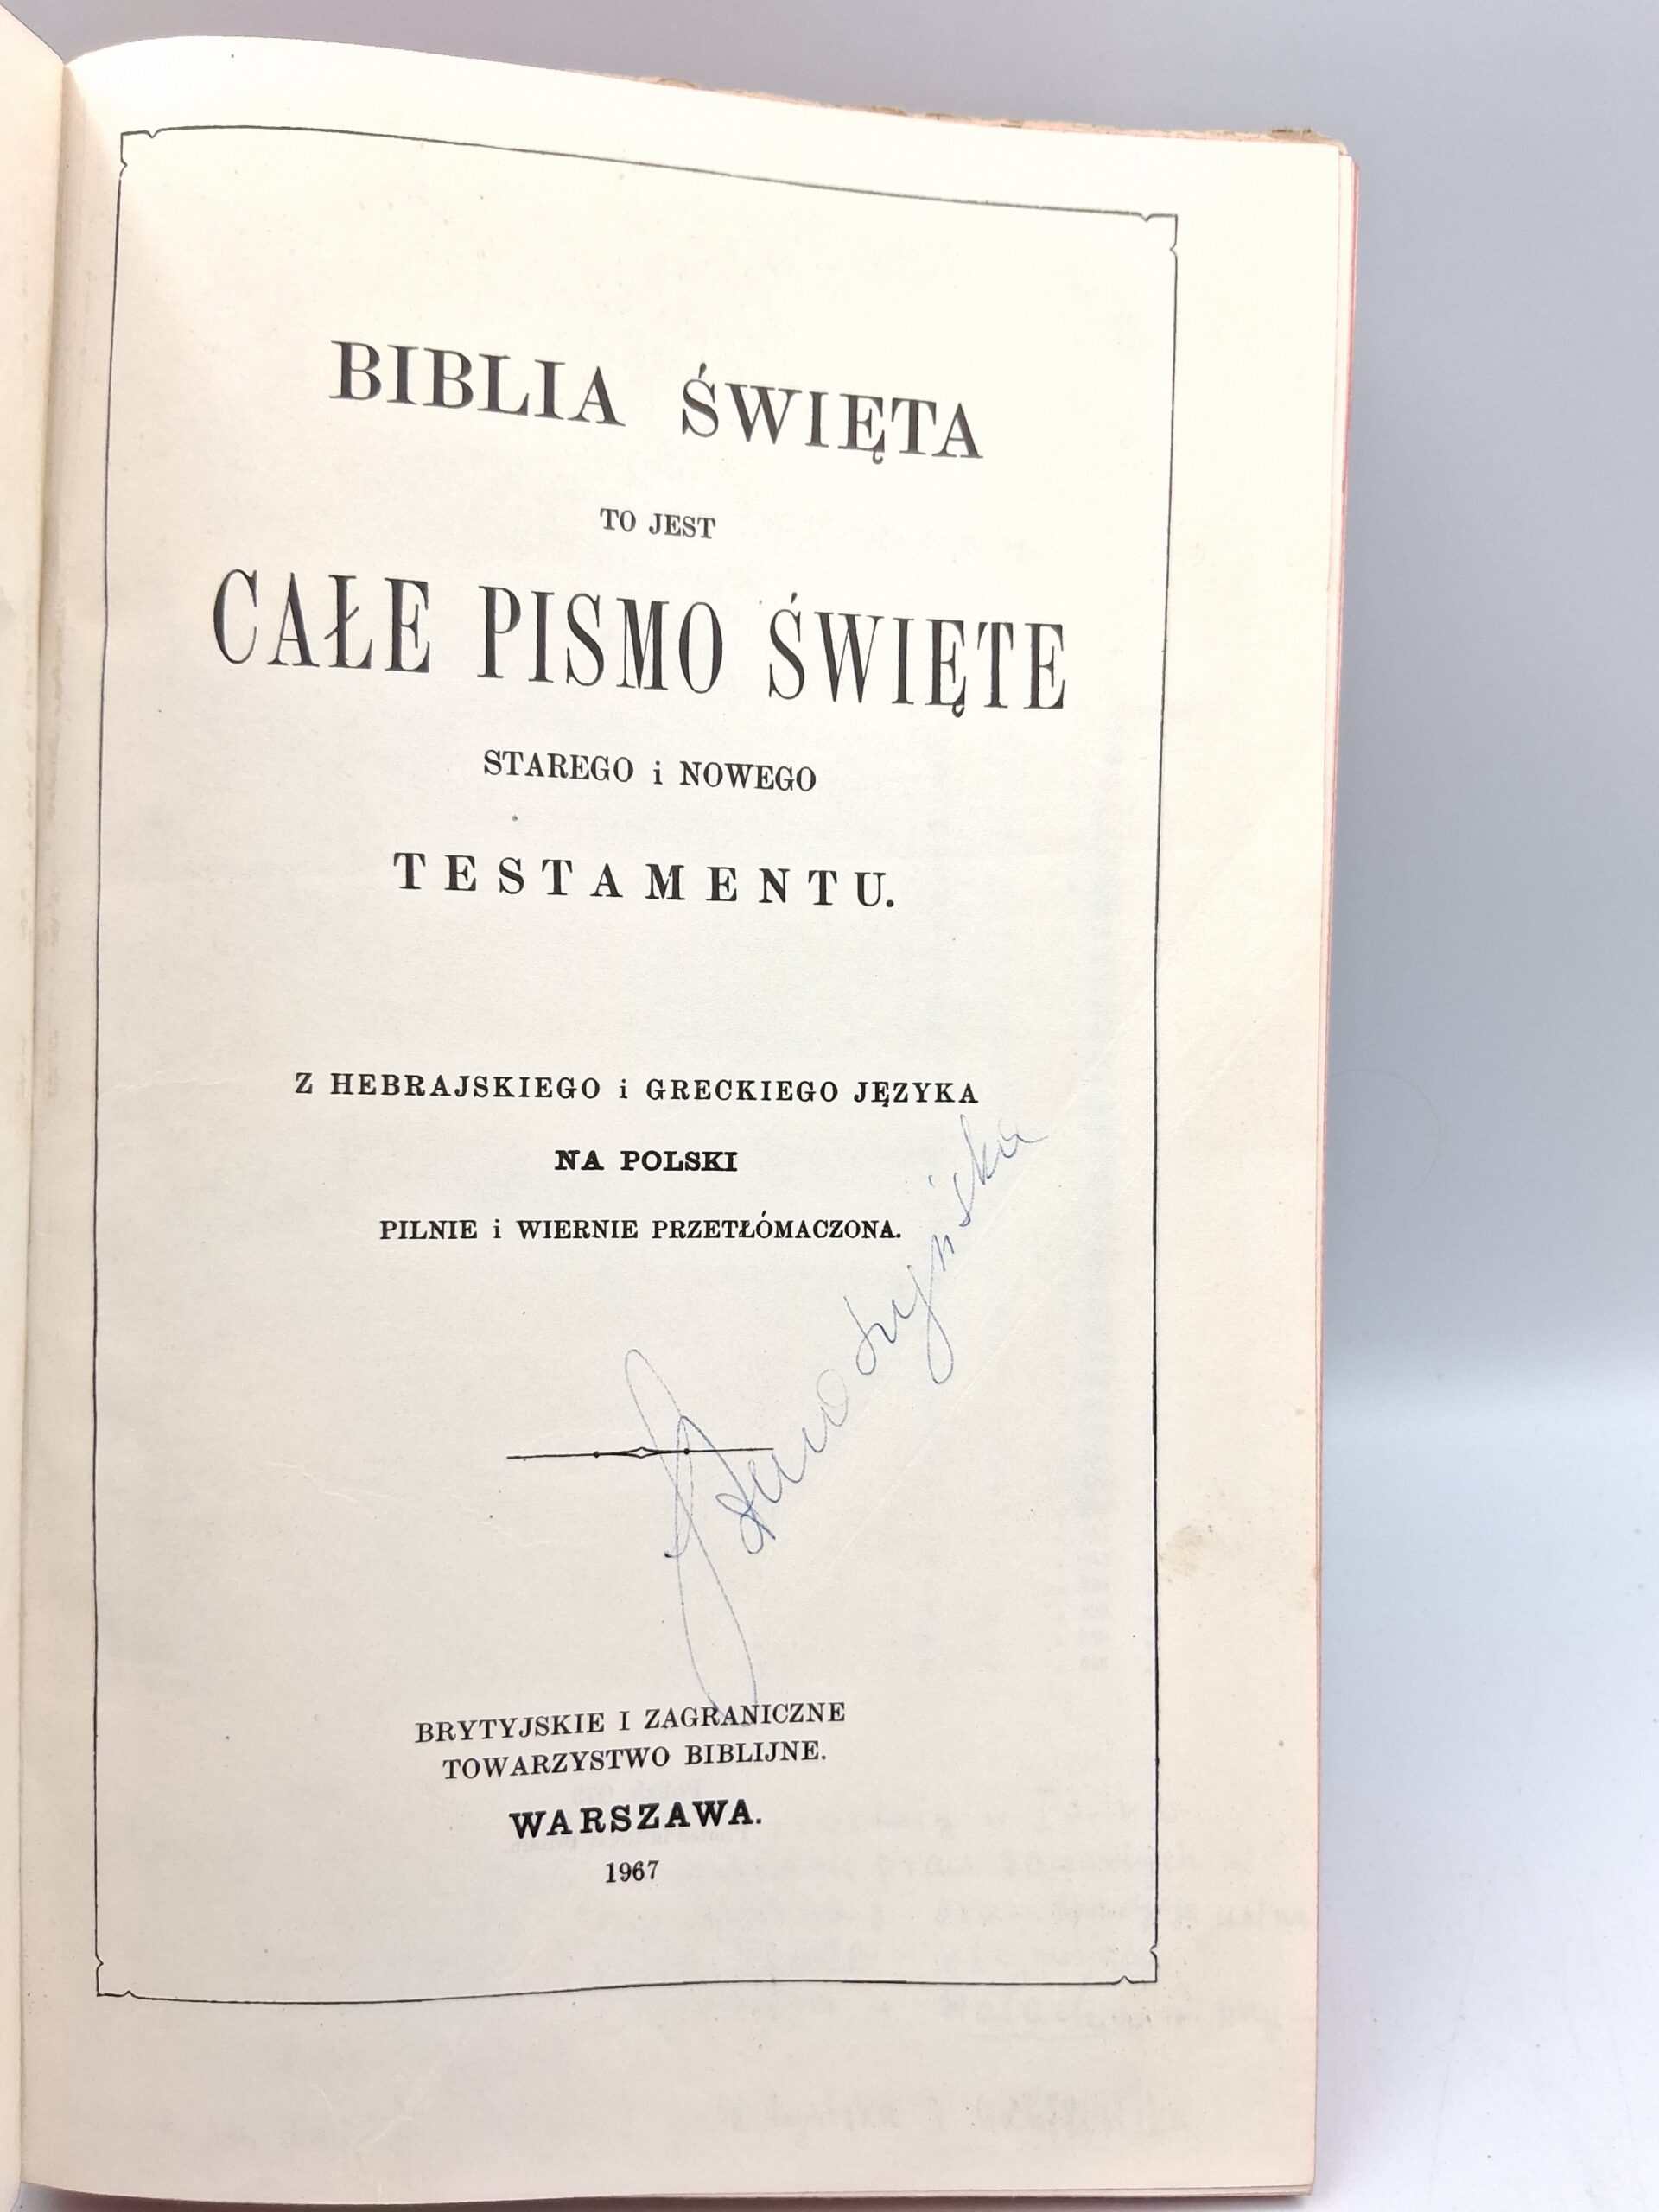 BIBLIA ŚWIĘTA
TO JEST
CAŁE PISMO ŚWIĘTE
STAREGO i NOWEGO
TESTAMENTU.
Z HEBRAJSKIEGO i GRECKIEGO JĘZYKA
NA POLSKI
PILNIE i WIERNIE PRZETŁÓMACZONA.
BRYTYJSKIE I ZAGRANICZNE
TOWARZYSTWO BIBLIJNE.
WARSZAWA.
1967